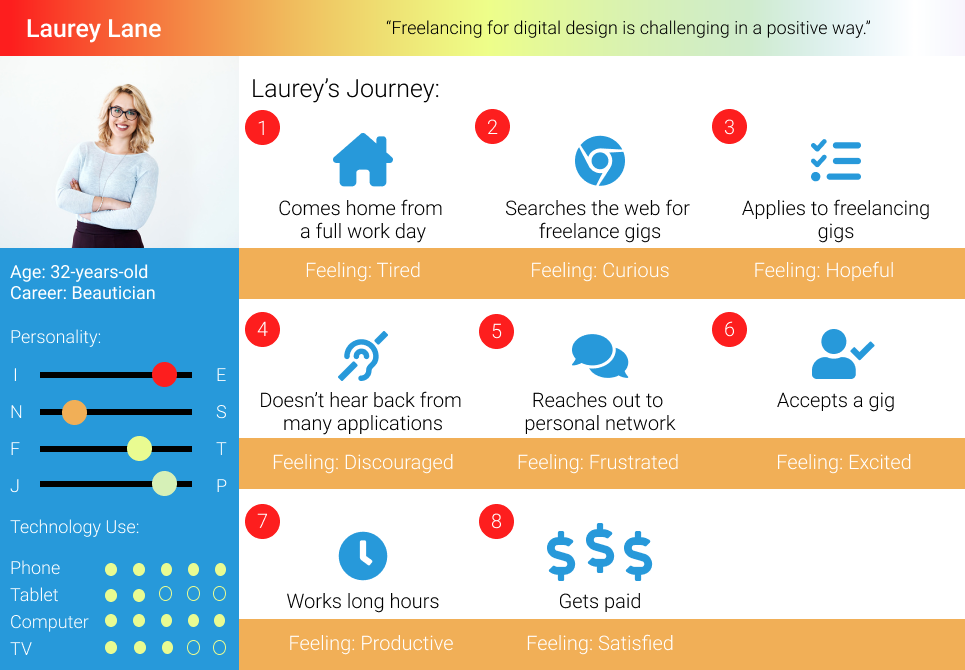 Laurey Lane
“Freelancing for digital design is challenging in a positive way.”
Laurey’s Journey:
1
Comes home from
a full work day
Feeling: Tired
2
Searches the web for
freelance gigs
Feeling: Curious
3
Applies to freelancing
gigs
Feeling: Hopeful
4
Doesn’t hear back from
many applications
Feeling: Discouraged
5
Reaches out to
personal network
Feeling: Frustrated
6
Accepts a gig
Feeling: Excited
7
Works long hours
Feeling: Productive
8
$ $ $
Gets paid
Feeling: Satisfied
Age: 32-years-old
Career: Beautician
Personality:
I E
N S
F T
J P
Technology Use:
Phone
Tablet
Computer
TV